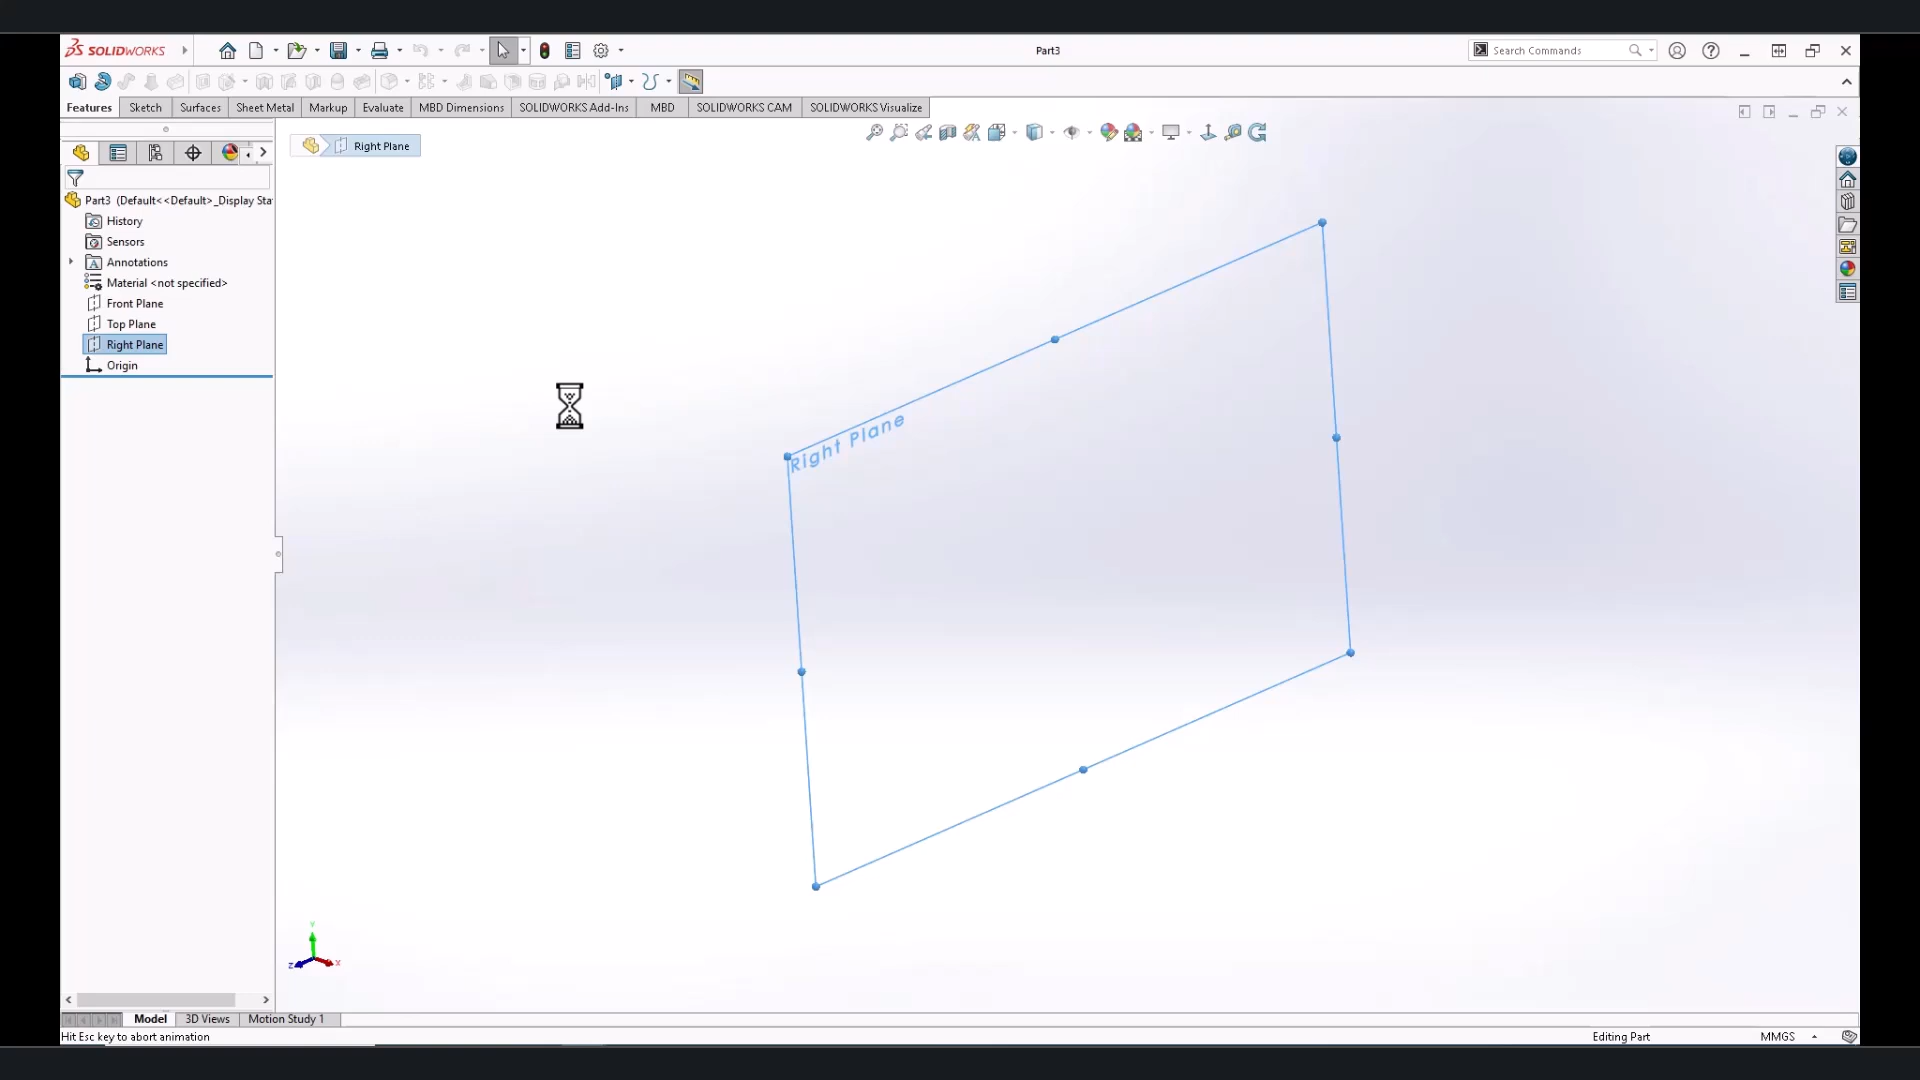 SOLIDWORKS
Part3
Search Commands
Features Sketch Surfaces Sheet Metal Markup Evaluate MBD Dimensions SOLIDWORKS Add-Ins MBD SOLIDWORKS CAM SOLIDWORKS Visualize
Right Plane
Part3 (Default<<Default>_Display Sta
History
Sensors
Annotations
Material <not specified>
Front Plane
Top Plane
Right Plane
Origin
Right Plane
Y
Z
X
Model 3D Views Motion Study 1
Hit Esc key to abort animation
Editing Part
MMGS